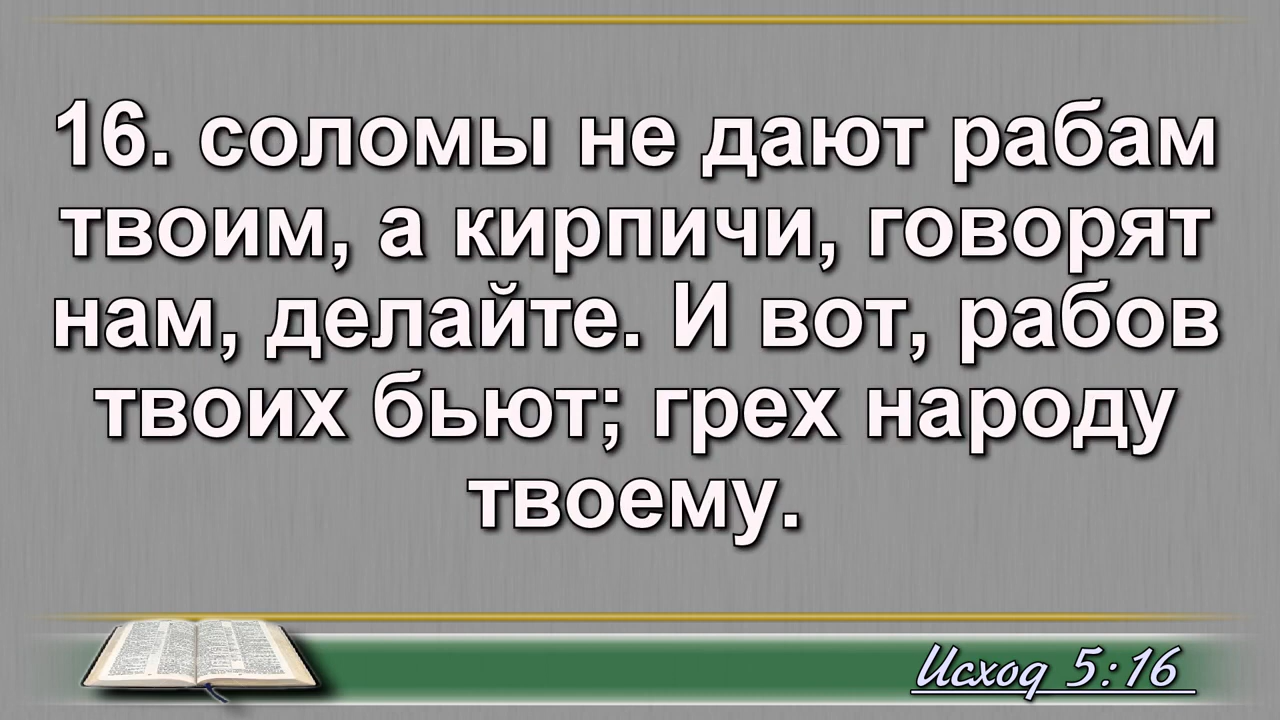 16. соломы не дают рабам
твоим, а кирпичи, говорят
нам, делайте. И вот, рабов
твоих бьют; грех народу
твоему.
Исход 5:16